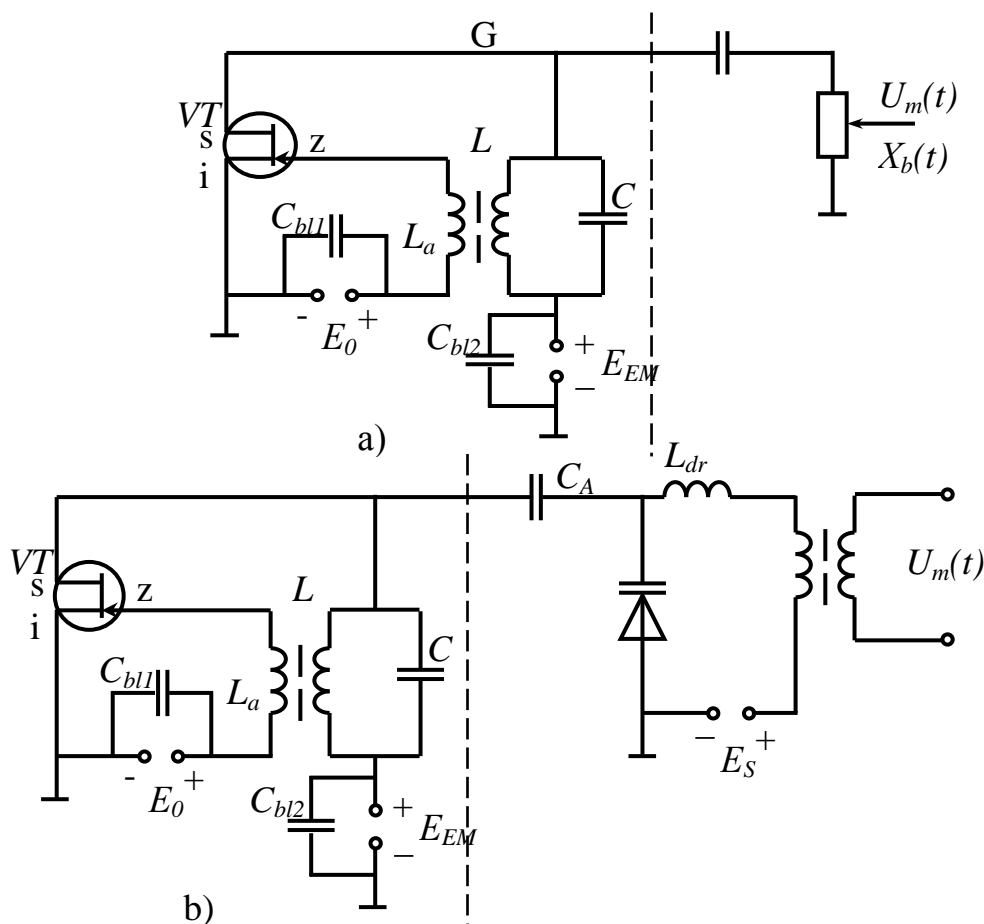 G
VT
s
z
i
L
C
C_bl1
L_a
- E_0 +
C_bl2
+
E_EM
–
U_m(t)
X_b(t)
a)
VT
s
z
i
L
C
C_bl1
L_a
- E_0 +
C_bl2
+
E_EM
–
C_A
L_dr
U_m(t)
– E_S +
b)